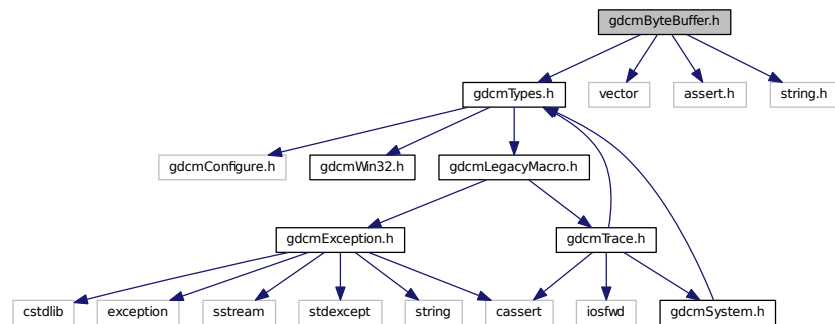 gdcmByteBuffer.h
gdcmTypes.h
vector
assert.h
string.h
gdcmConfigure.h
gdcmWin32.h
gdcmLegacyMacro.h
gdcmException.h
gdcmTrace.h
cstdlib
exception
sstream
stdexcept
string
cassert
iosfwd
gdcmSystem.h